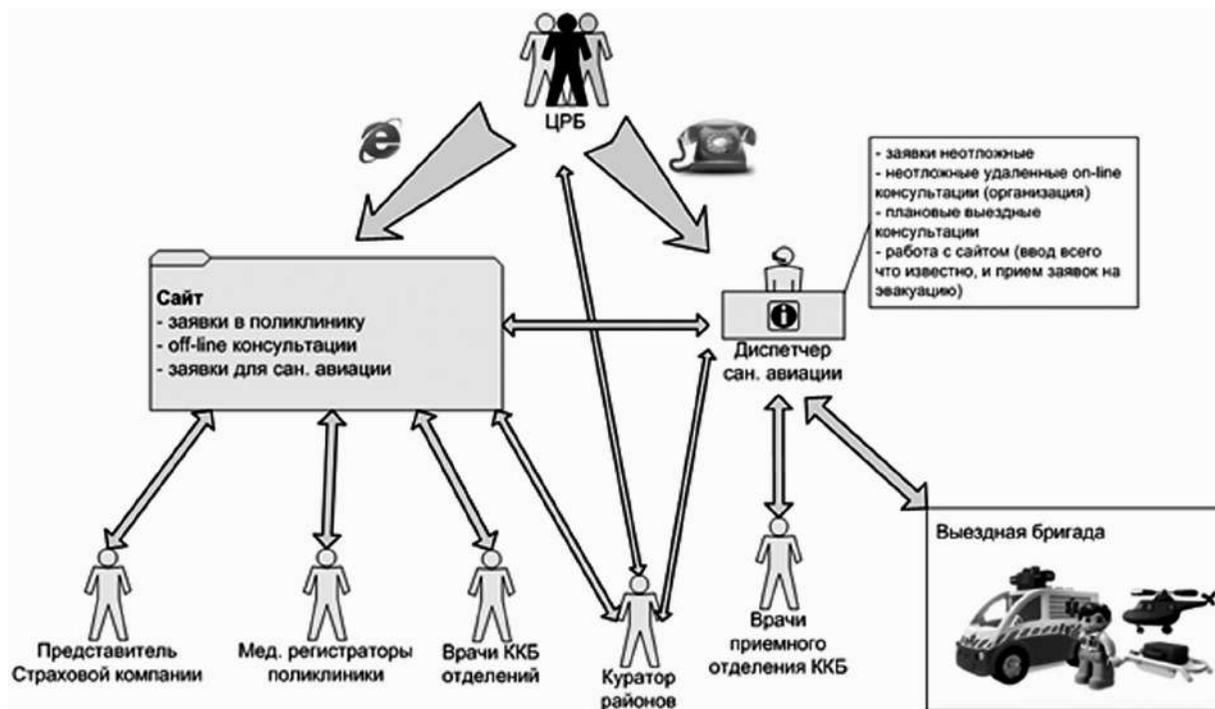 ЦРБ
- заявки неотложные
- неотложные удаленные on-line
консультации (организация)
- плановые выездные
консультации
- работа с сайтом (ввод всего
что известно, и прием заявок на
эвакуацию)
Сайт
- заявки в поликлинику
- off-line консультации
- заявки для сан. авиации
Диспетчер
сан. авиации
Выездная бригада
Представитель
Страховой компании
Мед. регистраторы
поликлиники
Врачи ККБ
отделений
Куратор
районов
Врачи
приемного
отделения ККБ